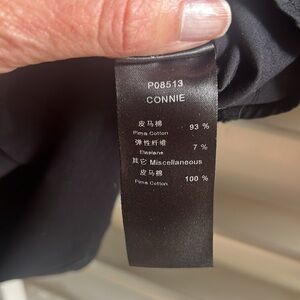 P08513
CONNIE
皮马棉 93 %
Pima Cotton
弹性纤维 7 %
Elastane
其它 Miscellaneous
皮马棉 100 %
Pima Cotton